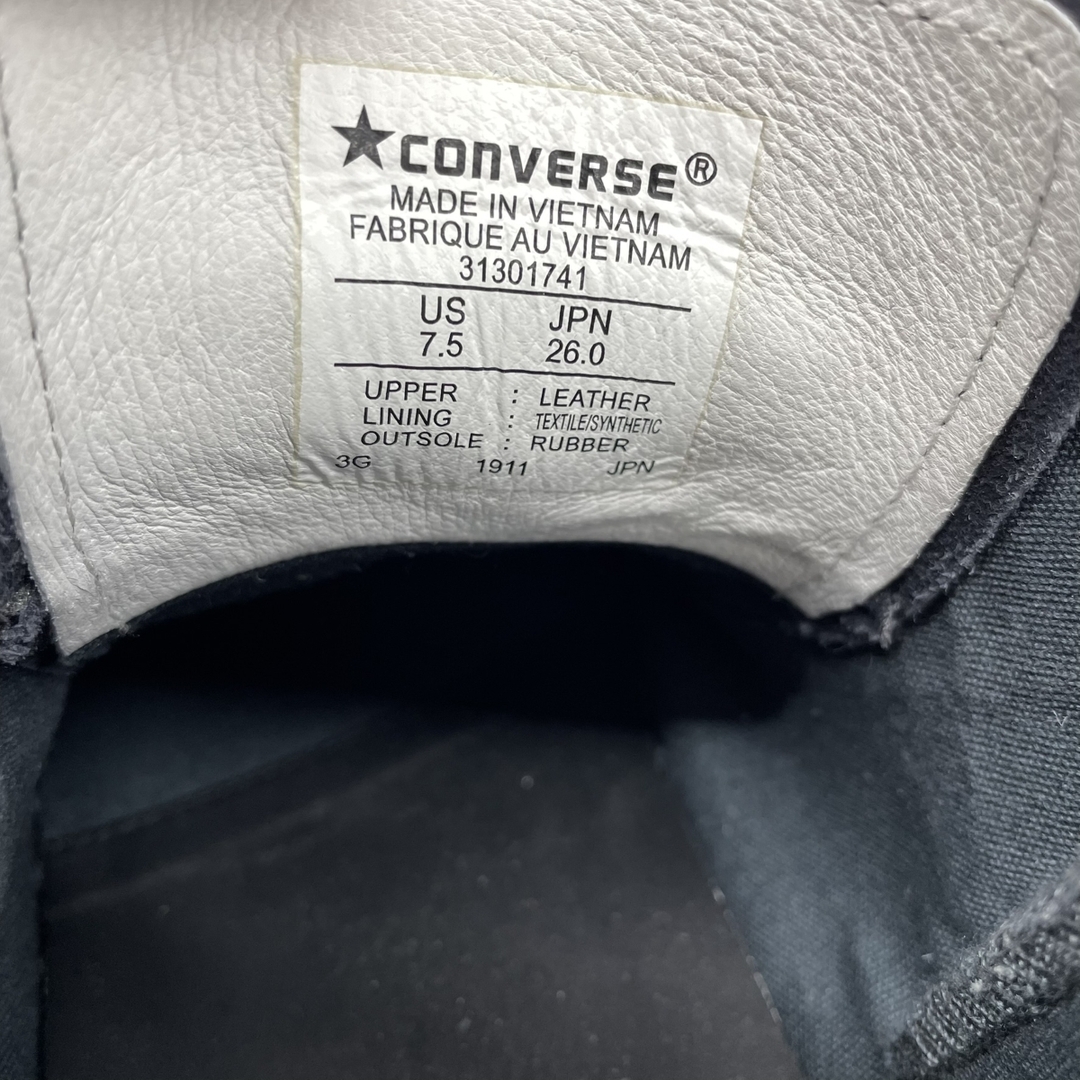 ★CONVERSE®
MADE IN VIETNAM
FABRIQUE AU VIETNAM
31301741
US JPN
7.5 26.0
UPPER : LEATHER
LINING : TEXTILE/SYNTHETIC
OUTSOLE : RUBBER
3G 1911 JPN